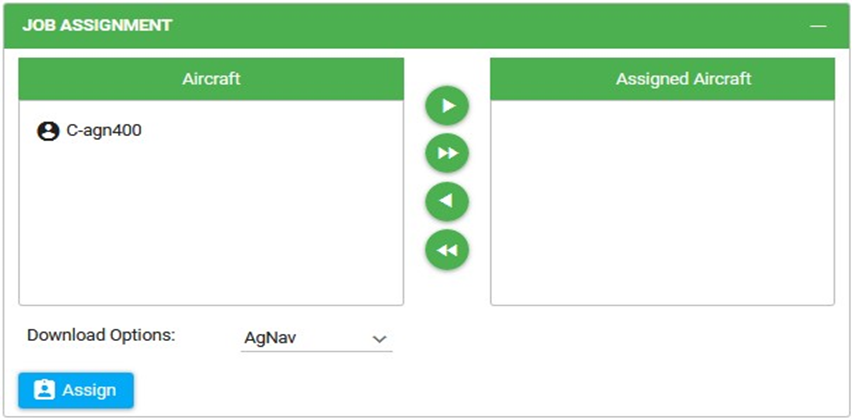 JOB ASSIGNMENT
Aircraft
Assigned Aircraft
C-agn400
Download Options:
AgNav
Assign